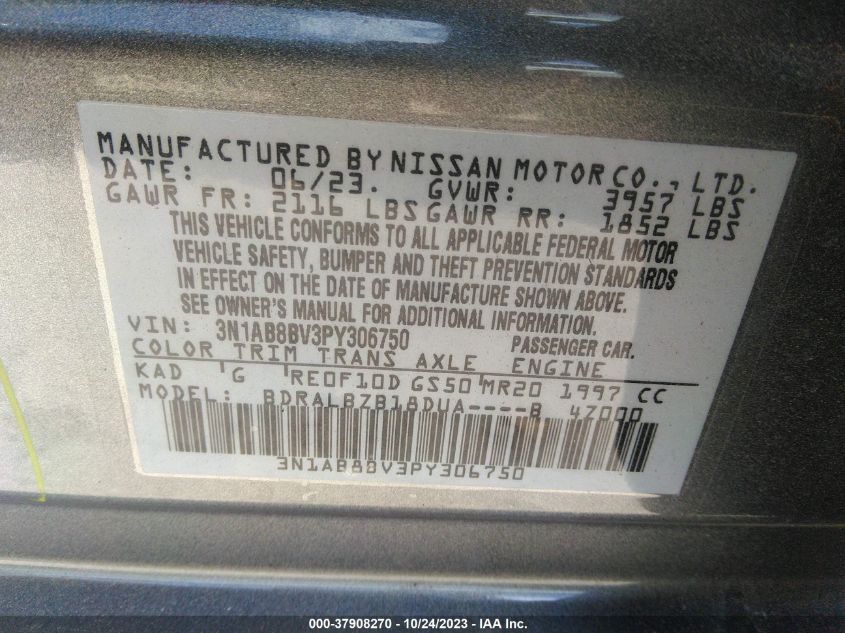 MANUFACTURED BY NISSAN MOTOR CO., LTD.
DATE: 06/23. GVWR: 3957 LBS
GAWR FR: 2116 LBS GAWR RR: 1852 LBS
THIS VEHICLE CONFORMS TO ALL APPLICABLE FEDERAL MOTOR
VEHICLE SAFETY, BUMPER AND THEFT PREVENTION STANDARDS
IN EFFECT ON THE DATE OF MANUFACTURE SHOWN ABOVE.
SEE OWNER'S MANUAL FOR ADDITIONAL INFORMATION.
VIN: 3N1AB8BV3PY306750 PASSENGER CAR.
COLOR TRIM TRANS AXLE ENGINE
KAD G RE0F10D GS50 MR20 1997 CC
MODEL: BDRALBZB18DUA----B 4Z000
3N1AB8BV3PY306750
000-37908270 - 10/24/2023 - IAA Inc.